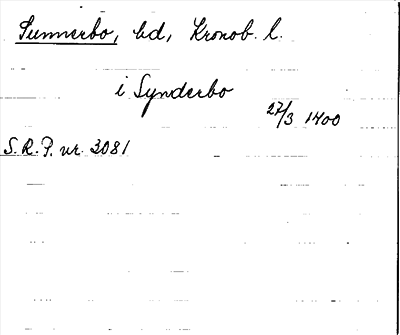 Sunnerbo, hd, Kronob. l.
i Synderbo
27/3 1400
S.R.P. nr. 3081